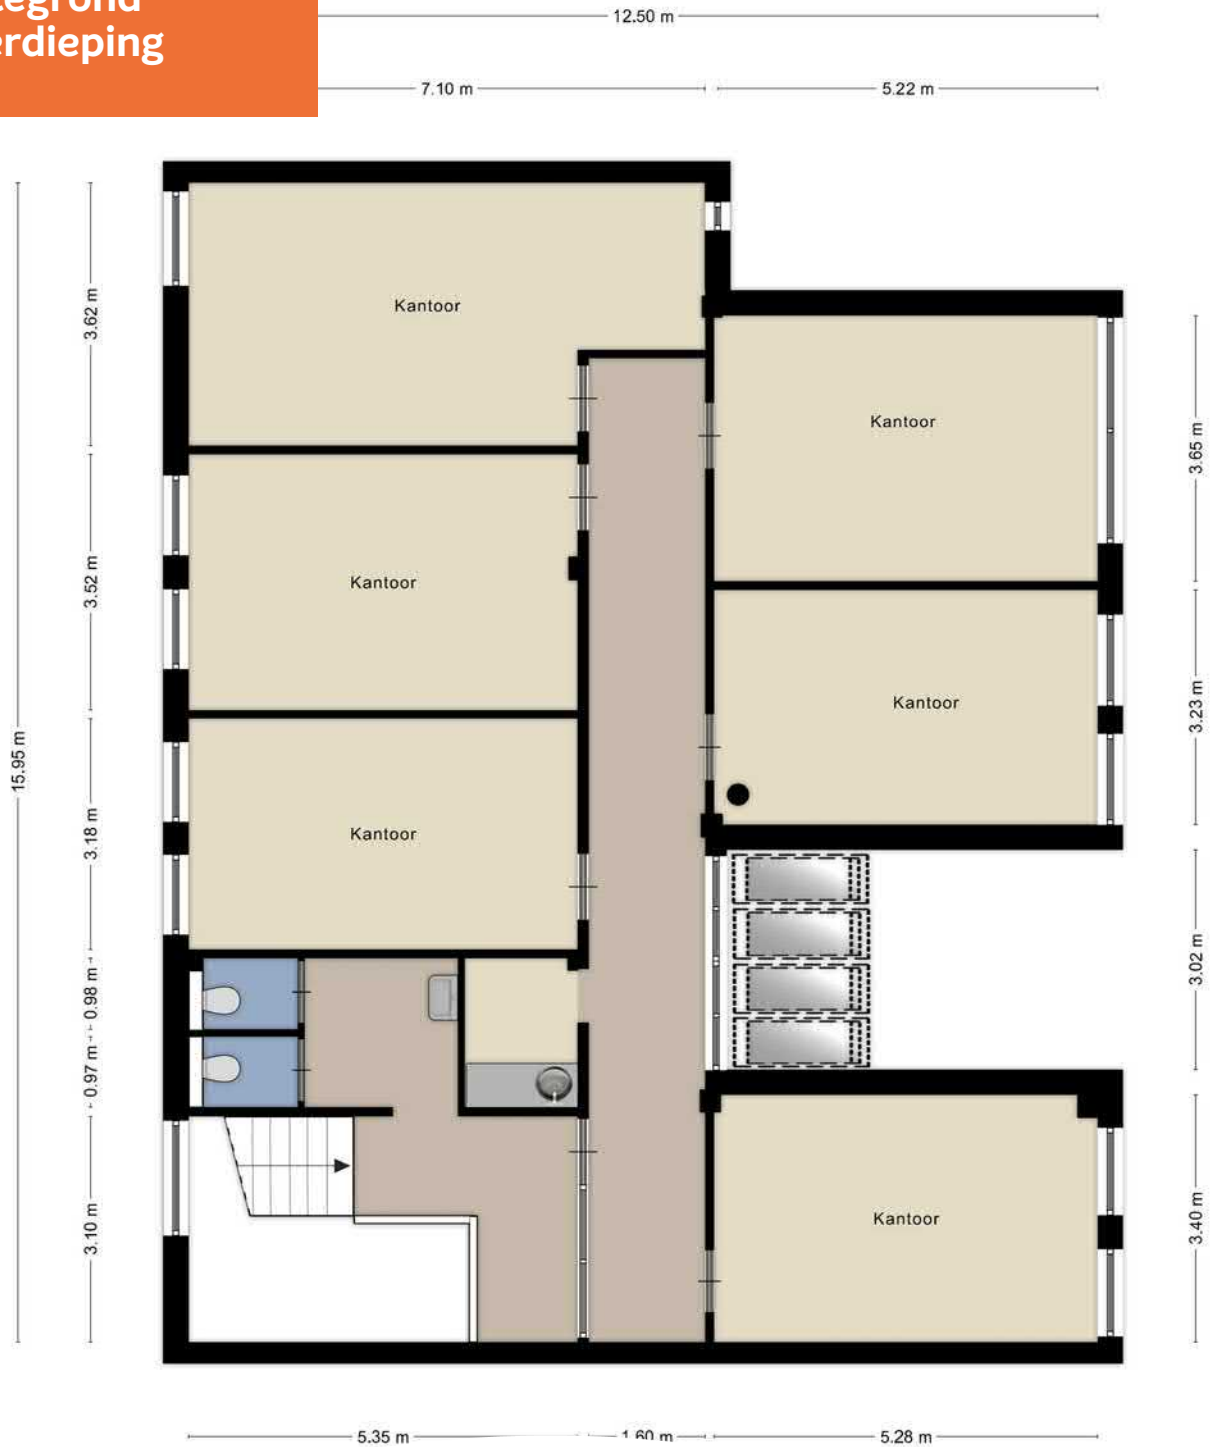 erdieping
12.50 m
7.10 m
5.22 m
3.62 m
3.52 m
15.95 m
3.18 m
0.98 m
0.97 m
3.10 m
Kantoor
Kantoor
Kantoor
Kantoor
Kantoor
Kantoor
3.65 m
3.23 m
3.02 m
3.40 m
5.35 m
1.60 m
5.28 m